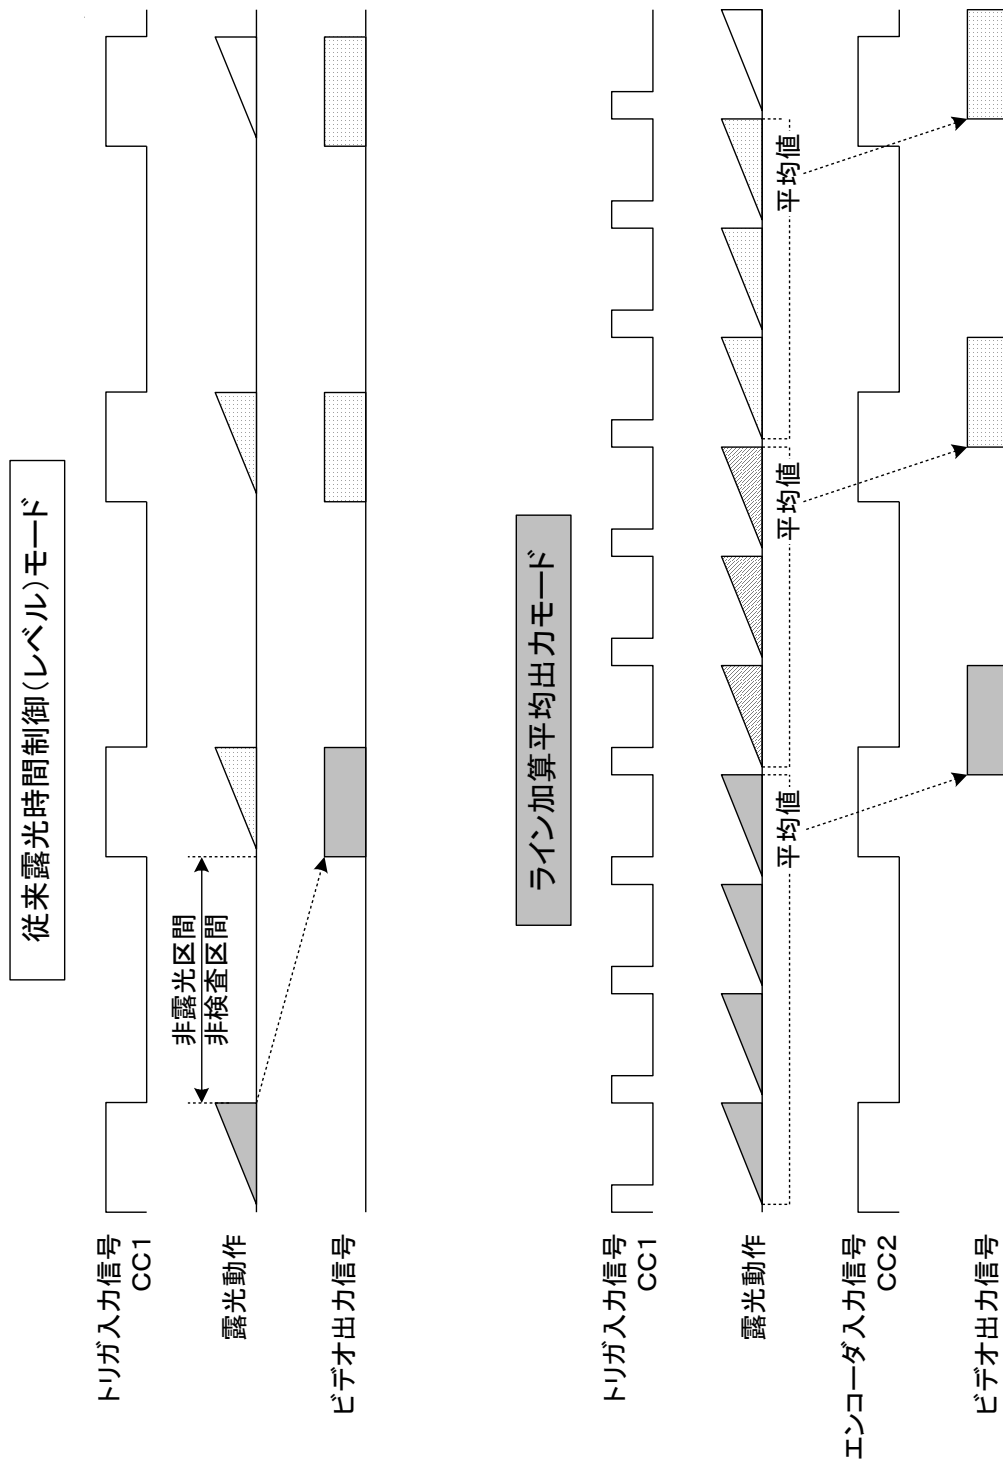 従来露光時間制御(レベル)モード
トリガ入力信号
CC1
露光動作
非露光区間
非検査区間
ビデオ出力信号
ライン加算平均出力モード
トリガ入力信号
CC1
露光動作
平均値
平均値
平均値
エンコーダ入力信号
CC2
ビデオ出力信号